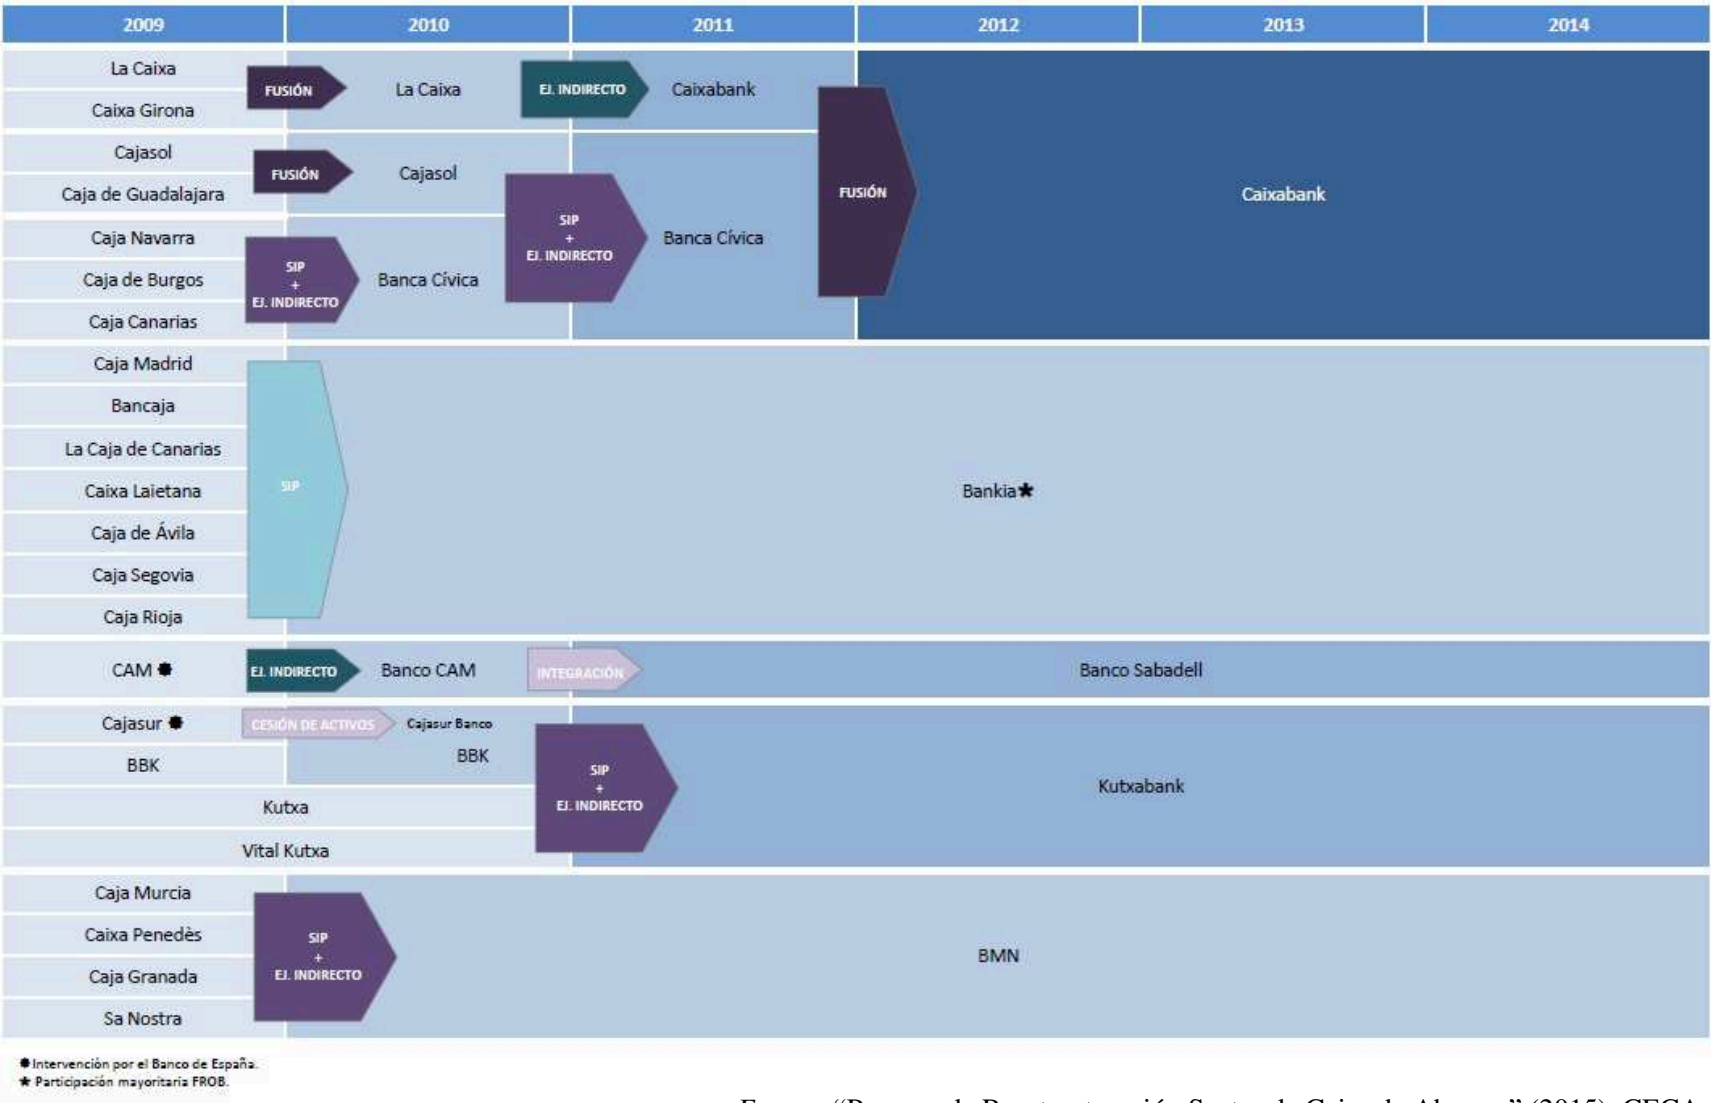 2009 2010 2011 2012 2013 2014
La Caixa
Caixa Girona
FUSIÓN
La Caixa
EJ. INDIRECTO
Caixabank
Cajasol
Caja de Guadalajara
FUSIÓN
Cajasol
Caja Navarra
Caja de Burgos
Caja Canarias
SIP
+
EJ. INDIRECTO
Banca Cívica
SIP
+
EJ. INDIRECTO
Banca Cívica
FUSIÓN
Caixabank
Caja Madrid
Bancaja
La Caja de Canarias
Caixa Laietana
Caja de Ávila
Caja Segovia
Caja Rioja
SIP
Bankia★
CAM ✹
EJ. INDIRECTO
Banco CAM
INTEGRACIÓN
Banco Sabadell
Cajasur ✹
CESIÓN DE ACTIVOS
Cajasur Banco
BBK
BBK
Kutxa
Vital Kutxa
SIP
+
EJ. INDIRECTO
Kutxabank
Caja Murcia
Caixa Penedès
Caja Granada
Sa Nostra
SIP
+
EJ. INDIRECTO
BMN
✹ Intervención por el Banco de España.
★ Participación mayoritaria FROB.
(2015). CECA